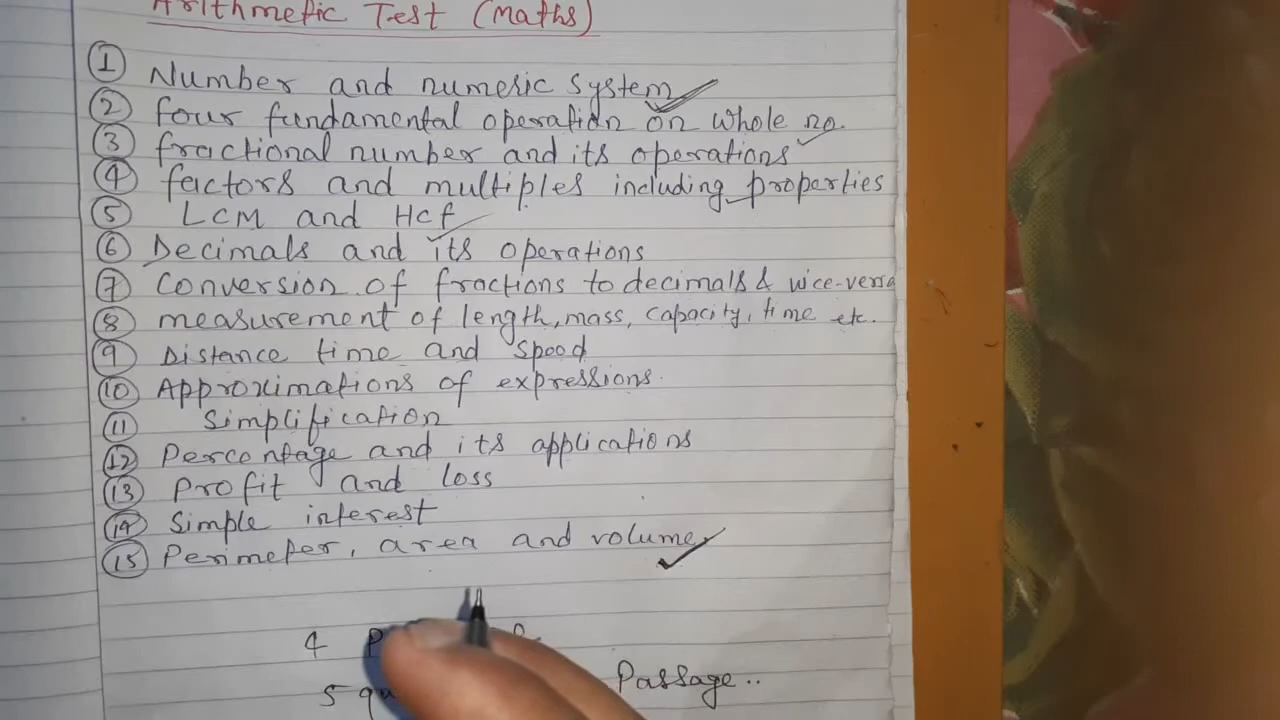 Arithmetic Test (Maths)
① Number and numeric system
② four fundamental operation on whole no.
③ fractional number and its operations
④ factors and multiples including properties
⑤ LCM and Hcf
⑥ Decimals and its operations
⑦ Conversion of fractions to decimals & vice-versa
⑧ measurement of length, mass, capacity, time etc.
⑨ Distance time and speed
⑩ Approximations of expressions.
⑪ Simplification
⑫ Percentage and its applications
⑬ Profit and loss
⑭ Simple interest
⑮ Perimeter, area and volume.
4
5 Passage..